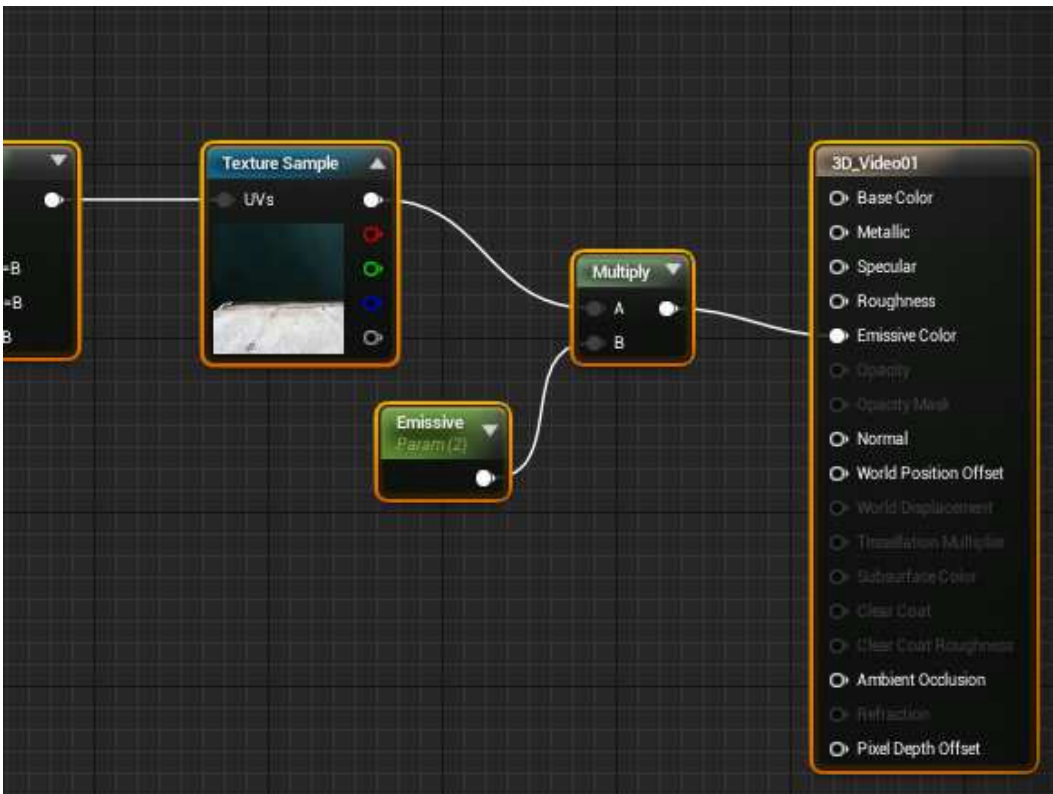 =B
=B
B
Texture Sample
UVs
Emissive
Param (2)
Multiply
A
B
3D_Video01
Base Color
Metallic
Specular
Roughness
Emissive Color
Opacity
Opacity Mask
Normal
World Position Offset
World Displacement
Tessellation Multiplier
Subsurface Color
Clear Coat
Clear Coat Roughness
Ambient Occlusion
Refraction
Pixel Depth Offset